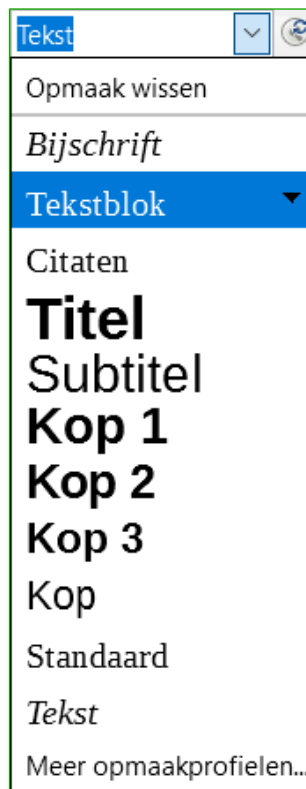 Tekst
Opmaak wissen
Bijschrift
Tekstblok
Citaten
Titel
Subtitel
Kop 1
Kop 2
Kop 3
Kop
Standaard
Tekst
Meer opmaakprofielen...